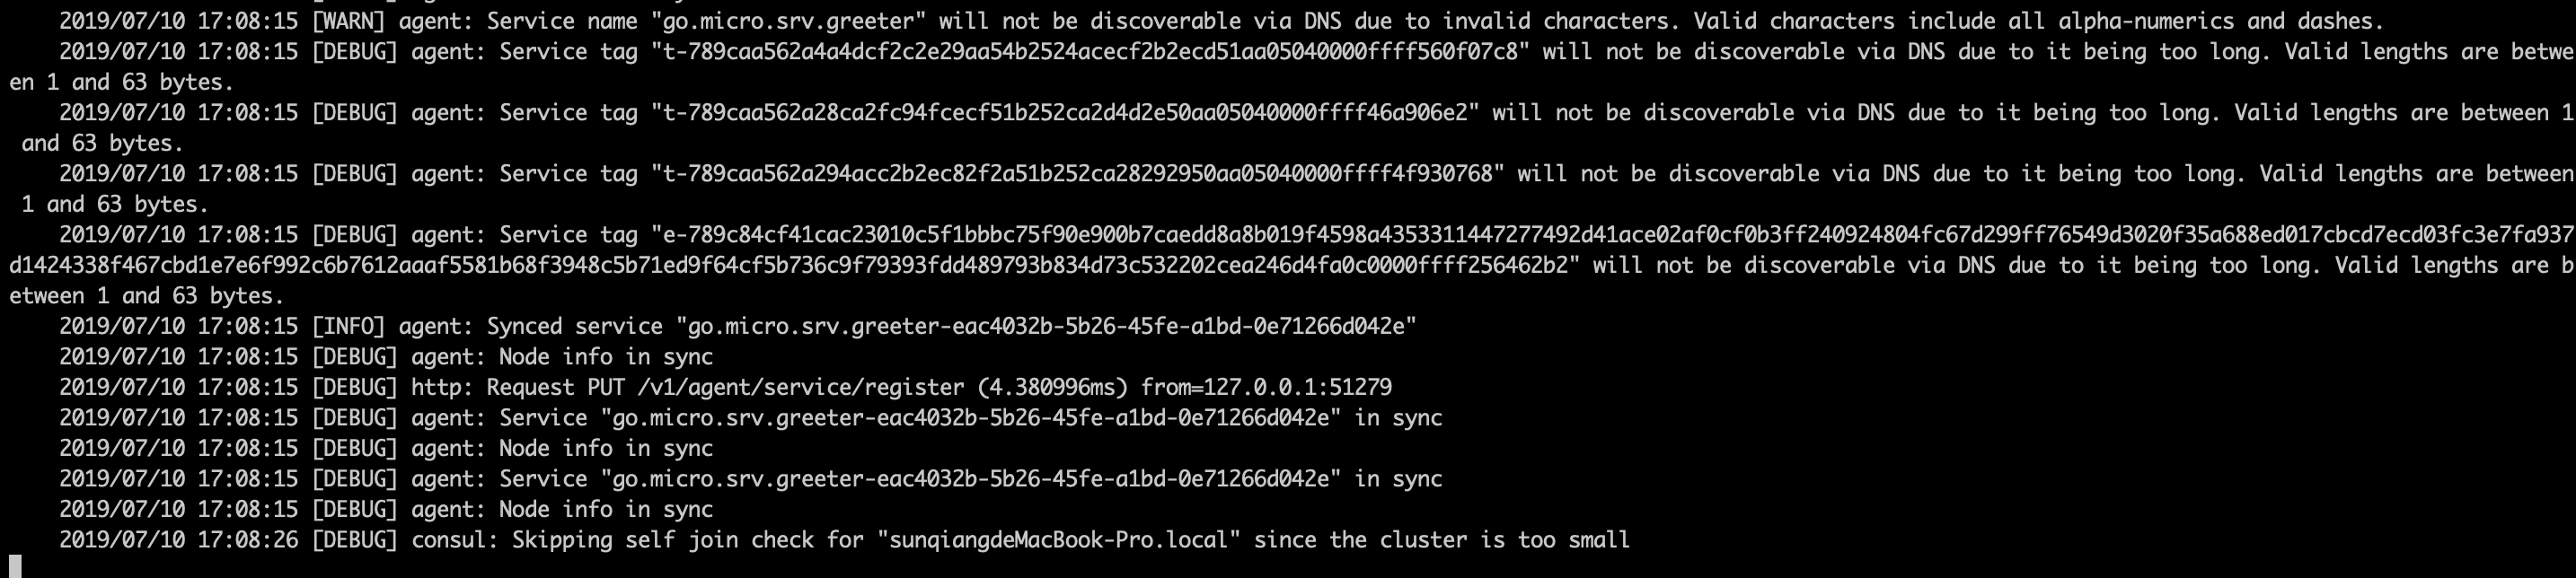 2019/07/10 17:08:15 [WARN] agent: Service name "go.micro.srv.greeter" will not be discoverable via DNS due to invalid characters. Valid characters include all alpha-numerics and dashes.
2019/07/10 17:08:15 [DEBUG] agent: Service tag "t-789caa562a4a4dcf2c2e29aa54b2524acecf2b2ecd51aa05040000ffff560f07c8" will not be discoverable via DNS due to it being too long. Valid lengths are betwe
en 1 and 63 bytes.
2019/07/10 17:08:15 [DEBUG] agent: Service tag "t-789caa562a28ca2fc94fcecf51b252ca2d4d2e50aa05040000ffff46a906e2" will not be discoverable via DNS due to it being too long. Valid lengths are between 1
and 63 bytes.
2019/07/10 17:08:15 [DEBUG] agent: Service tag "t-789caa562a294acc2b2ec82f2a51b252ca28292950aa05040000ffff4f930768" will not be discoverable via DNS due to it being too long. Valid lengths are between
1 and 63 bytes.
2019/07/10 17:08:15 [DEBUG] agent: Service tag "e-789c84cf41cac23010c5f1bbbc75f90e900b7caedd8a8b019f4598a4353311447277492d41ace02af0cf0b3ff240924804fc67d299ff76549d3020f35a688ed017cbcd7ecd03fc3e7fa937
d1424338f467cbd1e7e6f992c6b7612aaaf5581b68f3948c5b71ed9f64cf5b736c9f79393fdd489793b834d73c532202cea246d4fa0c0000ffff256462b2" will not be discoverable via DNS due to it being too long. Valid lengths are b
etween 1 and 63 bytes.
2019/07/10 17:08:15 [INFO] agent: Synced service "go.micro.srv.greeter-eac4032b-5b26-45fe-a1bd-0e71266d042e"
2019/07/10 17:08:15 [DEBUG] agent: Node info in sync
2019/07/10 17:08:15 [DEBUG] http: Request PUT /v1/agent/service/register (4.380996ms) from=127.0.0.1:51279
2019/07/10 17:08:15 [DEBUG] agent: Service "go.micro.srv.greeter-eac4032b-5b26-45fe-a1bd-0e71266d042e" in sync
2019/07/10 17:08:15 [DEBUG] agent: Node info in sync
2019/07/10 17:08:15 [DEBUG] agent: Service "go.micro.srv.greeter-eac4032b-5b26-45fe-a1bd-0e71266d042e" in sync
2019/07/10 17:08:15 [DEBUG] agent: Node info in sync
2019/07/10 17:08:26 [DEBUG] consul: Skipping self join check for "sunqiangdeMacBook-Pro.local" since the cluster is too small